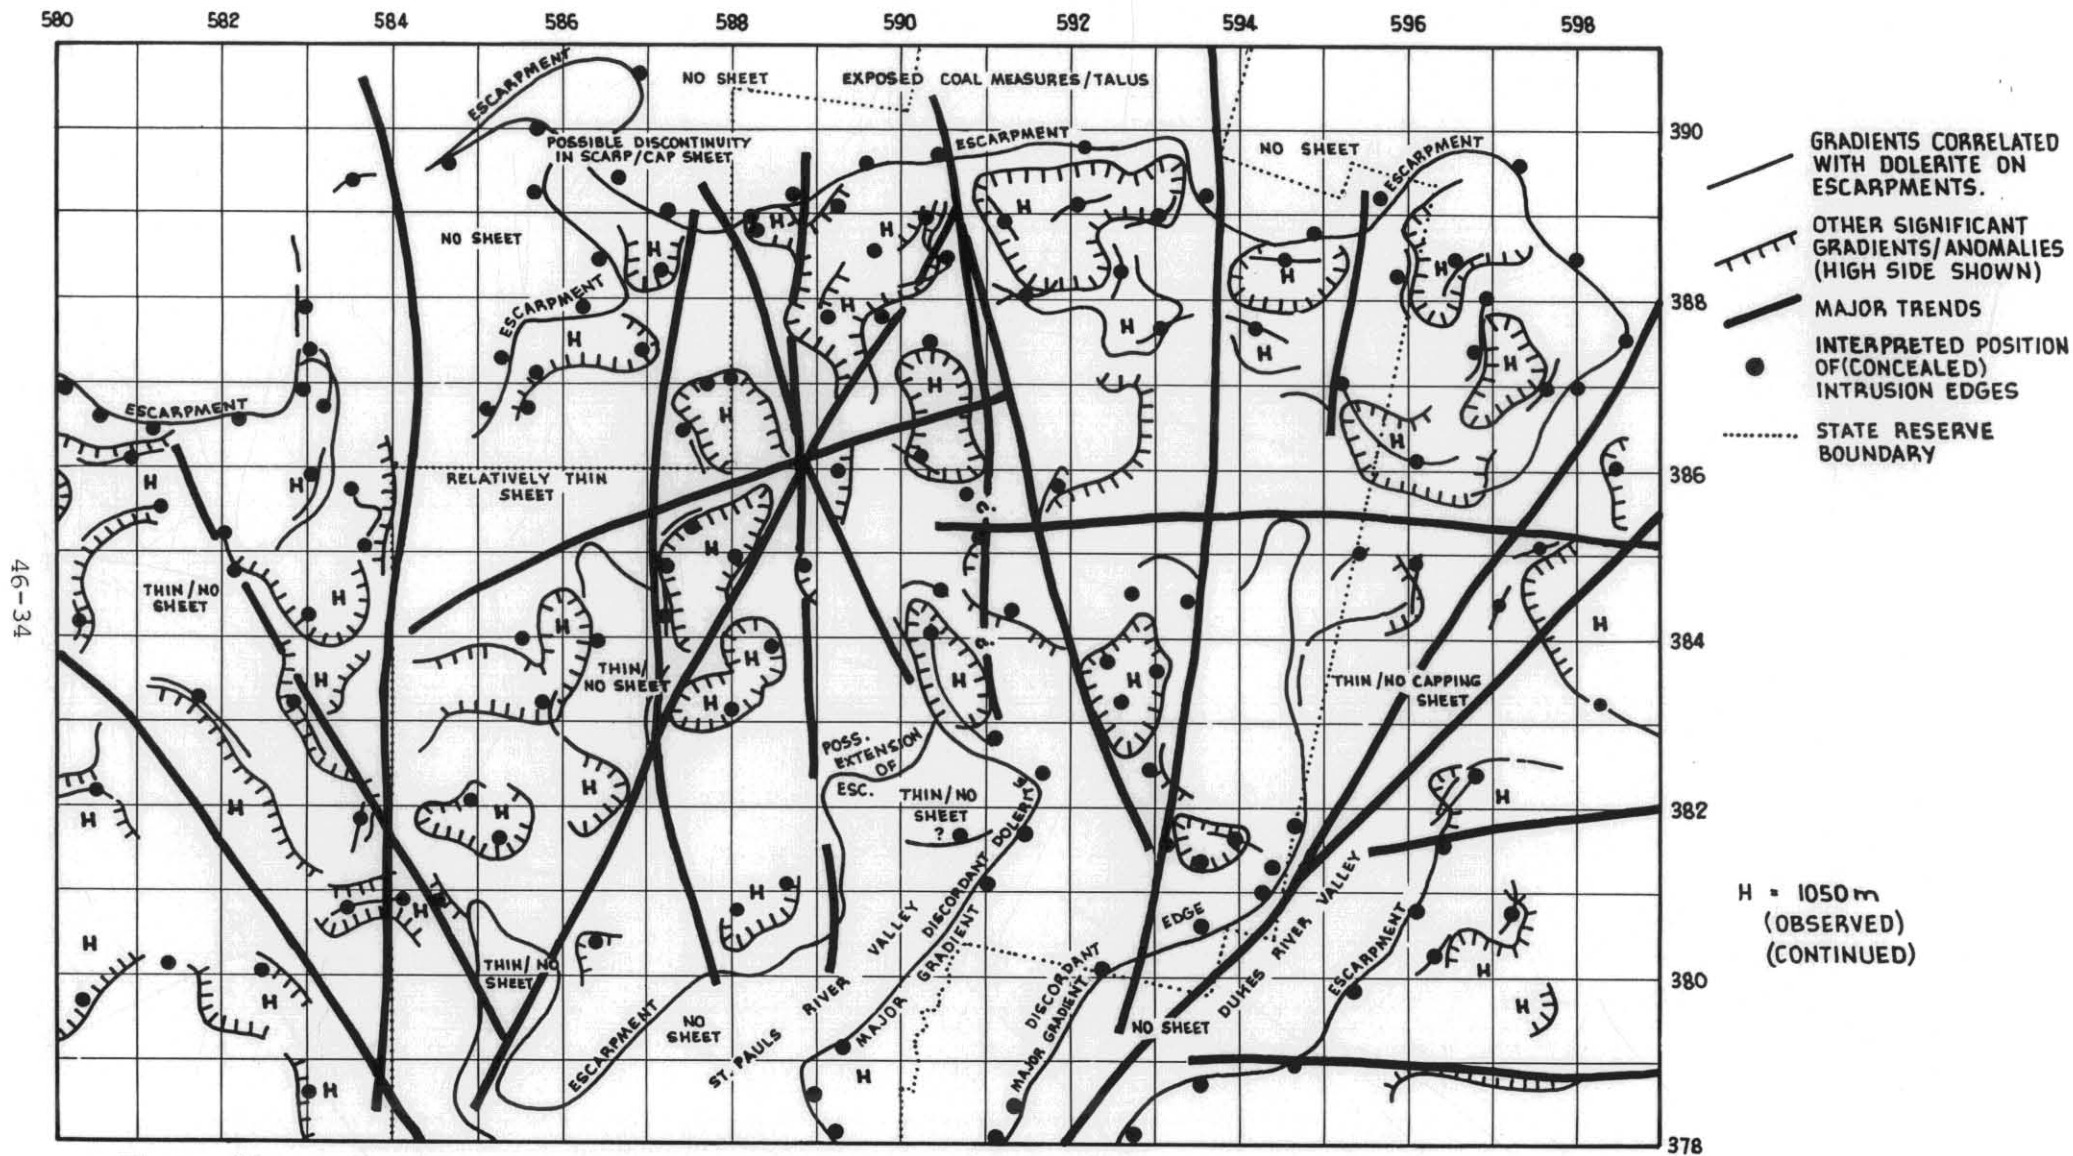 580 582 584 586 588 590 592 594 596 598
ESCARPMENT
NO SHEET
EXPOSED COAL MEASURES/TALUS
390
POSSIBLE DISCONTINUITY
IN SCARP/CAP SHEET
ESCARPMENT
NO SHEET
ESCARPMENT
NO SHEET
H
H
H
H
H
H
ESCARPMENT
H
H
H
388
H
H
H
H
H
ESCARPMENT
H
H
386
H
H
RELATIVELY THIN
SHEET
?
H
THIN/NO
SHEET
H
H
H
384
?
H
H
THIN/
NO SHEET
H
H
H
H
THIN/NO CAPPING
SHEET
POSS.
EXTENSION
OF
ESC.
THIN/NO
SHEET
?
H
H
H
H
H
382
H
DISCORDANT DOLERITE
MAJOR GRADIENT
H
H
EDGE
DISCORDANT
MAJOR GRADIENT
DUKES RIVER VALLEY
ESCARPMENT
H
H
THIN/NO
SHEET
H
H
380
ESCARPMENT
NO
SHEET
ST. PAULS RIVER VALLEY
NO SHEET
H
H
378
GRADIENTS CORRELATED
WITH DOLERITE ON
ESCARPMENTS.
OTHER SIGNIFICANT
GRADIENTS/ANOMALIES
(HIGH SIDE SHOWN)
MAJOR TRENDS
INTERPRETED POSITION
OF(CONCEALED)
INTRUSION EDGES
STATE RESERVE
BOUNDARY
H = 1050m
(OBSERVED)
(CONTINUED)
46-34